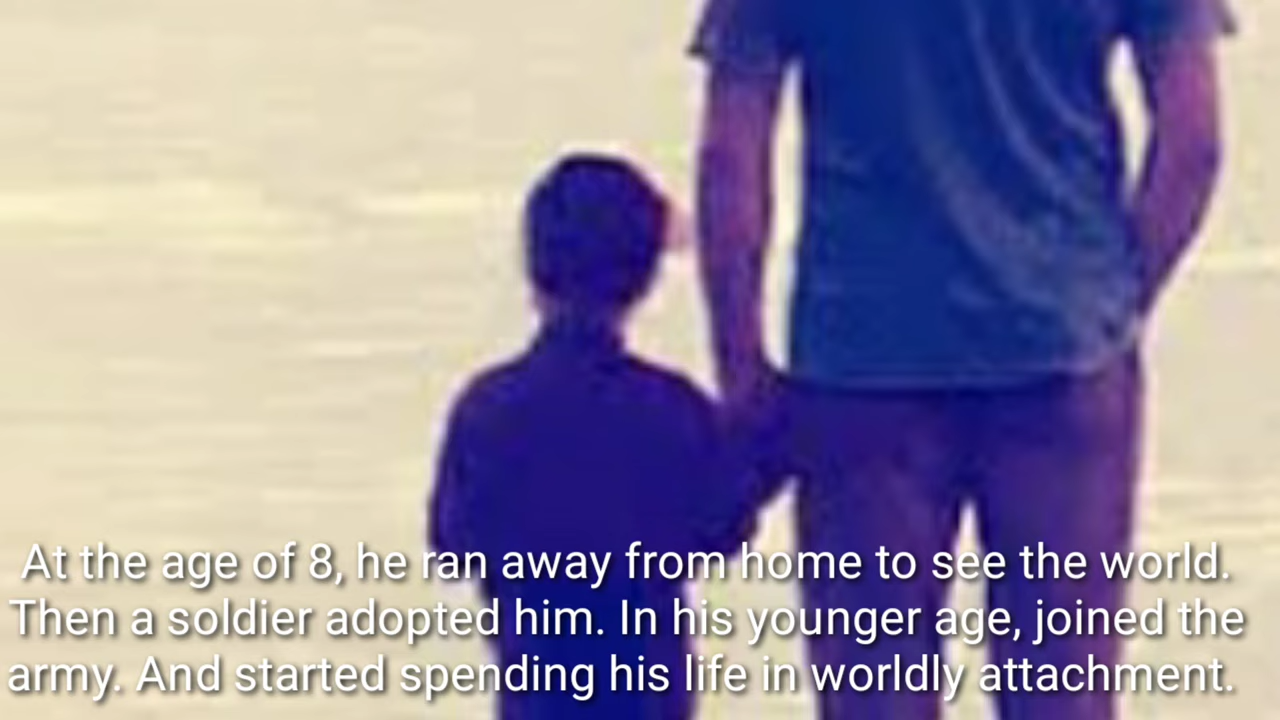 At the age of 8, he ran away from home to see the world.
Then a soldier adopted him. In his younger age, joined the
army. And started spending his life in worldly attachment.